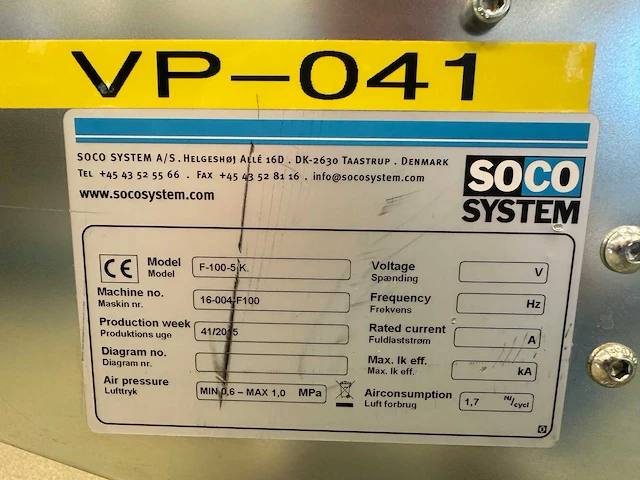 VP-041
SOCO SYSTEM A/S. HELGESHØJ ALLÉ 16D . DK-2630 TAASTRUP . DENMARK
TEL +45 43 52 55 66 . FAX +45 43 52 81 16 . info@socosystem.com
www.socosystem.com
SOCO
SYSTEM
CE
Model F-100-5 K.
Model
Machine no. 16-004-F100
Maskin nr.
Production week 41/2015
Produktions uge
Diagram no.
Diagram nr.
Air pressure MIN 0,6 – MAX 1,0 MPa
Lufttryk
Voltage V
Spænding
Frequency Hz
Frekvens
Rated current A
Fuldlaststrøm
Max. Ik eff. kA
Max. Ik eff.
Airconsumption 1,7 Nl/cycl
Luft forbrug